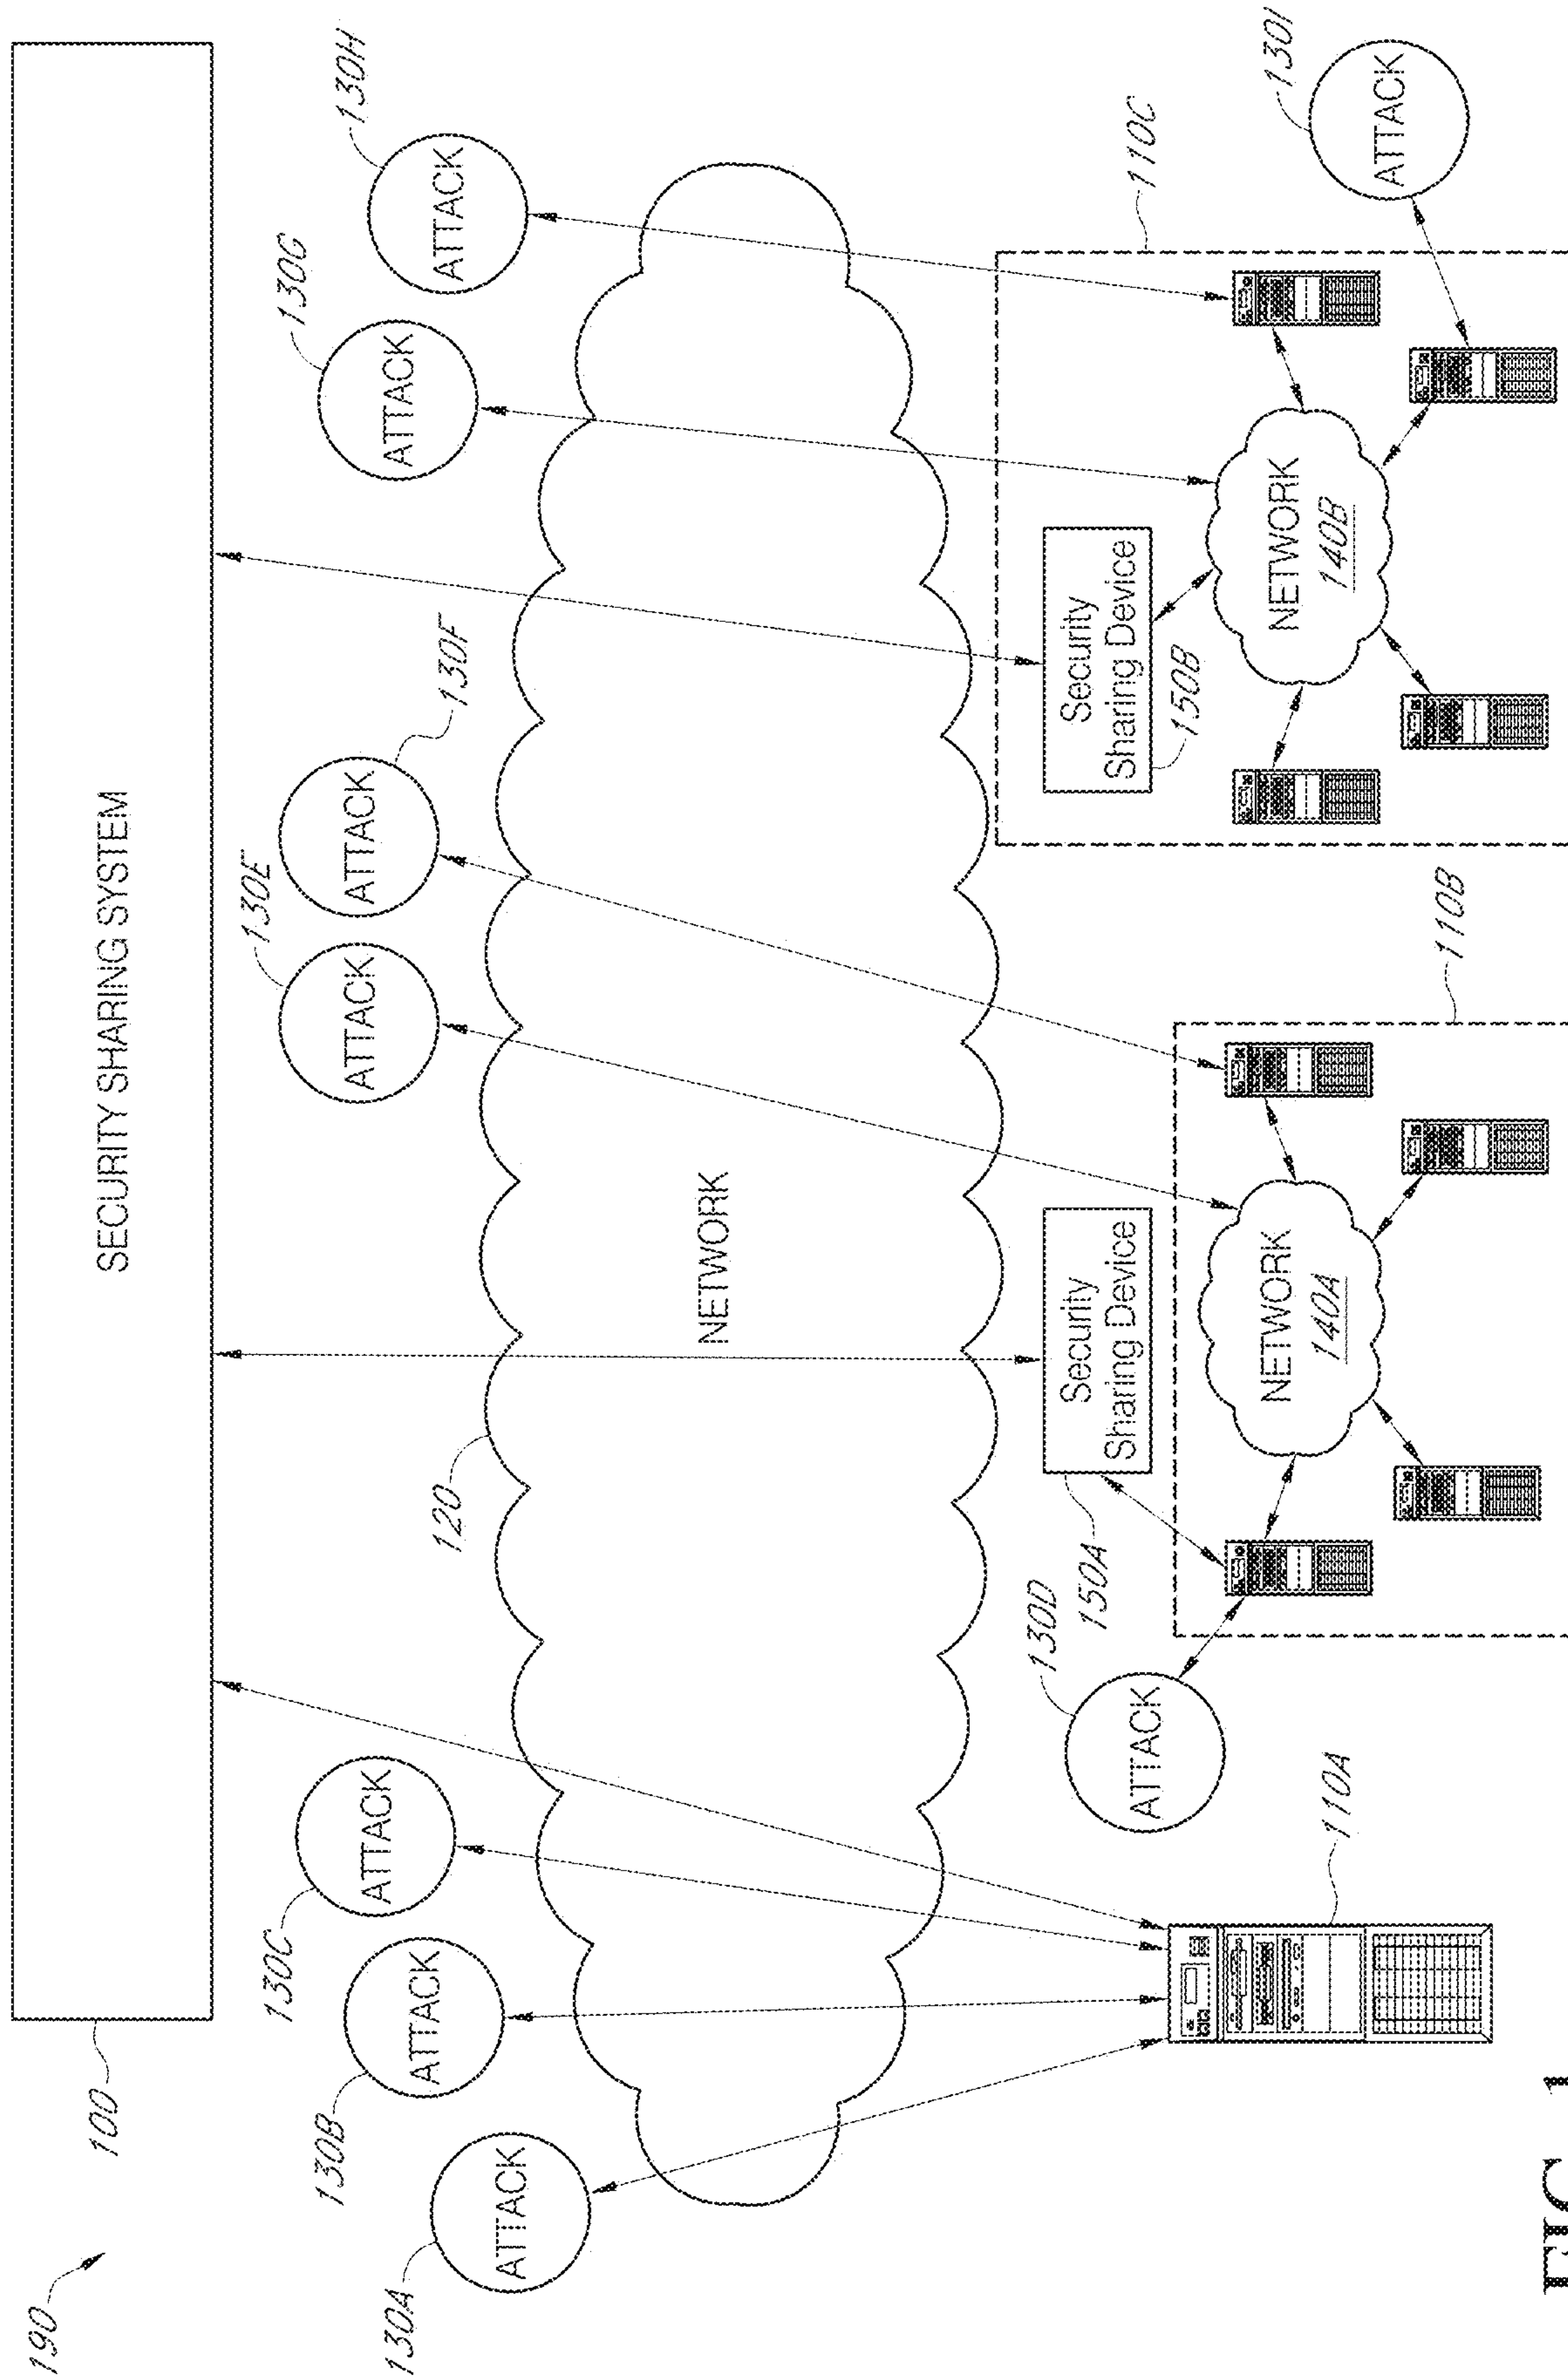 190
100
SECURITY SHARING SYSTEM
130A
ATTACK
130B
ATTACK
130C
ATTACK
130E
ATTACK
130F
ATTACK
130G
ATTACK
130H
ATTACK
120
NETWORK
130D
ATTACK
150A
Security
Sharing Device
Security
Sharing Device
150B
110A
110B
110C
NETWORK
140A
NETWORK
140B
130I
ATTACK
FIG. 1